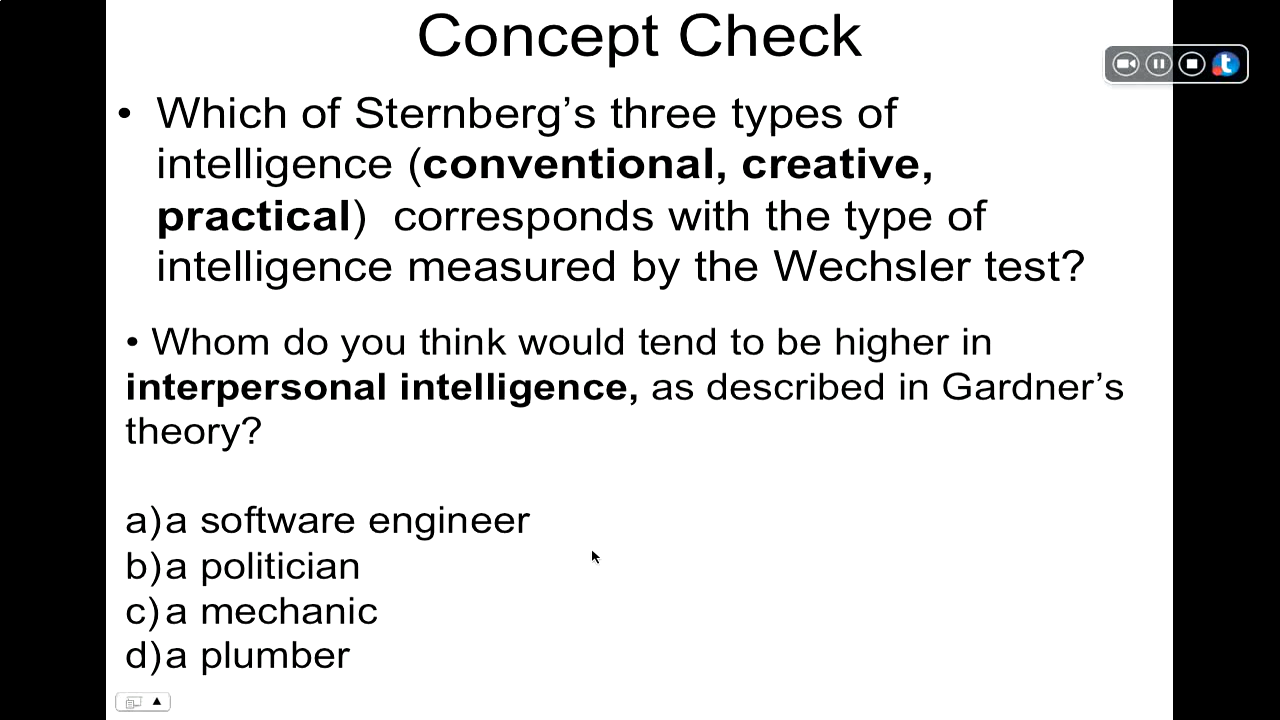 Concept Check
• Which of Sternberg’s three types of
intelligence (conventional, creative,
practical)  corresponds with the type of
intelligence measured by the Wechsler test?
• Whom do you think would tend to be higher in
interpersonal intelligence, as described in Gardner’s
theory?
a) a software engineer
b) a politician
c) a mechanic
d) a plumber
t